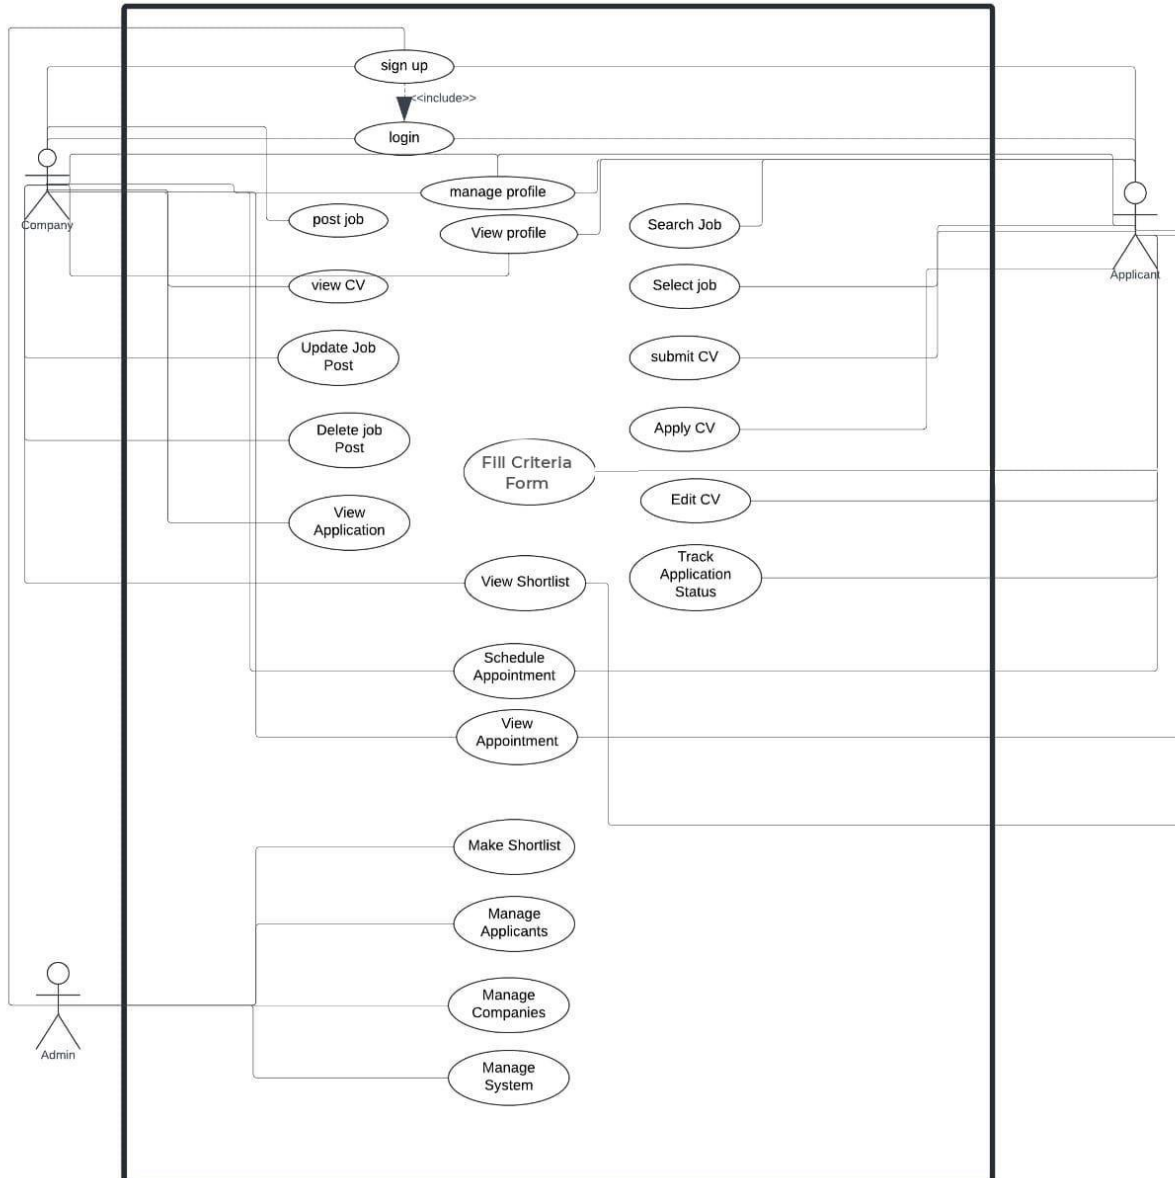 sign up
<<include>>
login
manage profile
post job
View profile
Search Job
Company
Applicant
view CV
Select job
Update Job
Post
submit CV
Delete job
Post
Apply CV
Fill Criteria
Form
Edit CV
View
Application
Track
Application
Status
View Shortlist
Schedule
Appointment
View
Appointment
Make Shortlist
Manage
Applicants
Manage
Companies
Admin
Manage
System